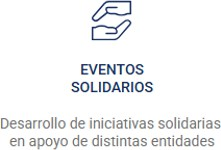 EVENTOS
SOLIDARIOS
Desarrollo de iniciativas solidarias
en apoyo de distintas entidades